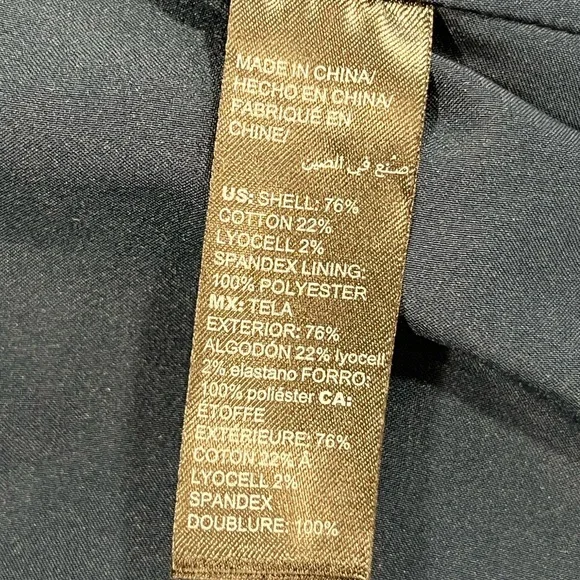 MADE IN CHINA/
HECHO EN CHINA/
FABRIQUÉ EN
CHINE/
صنع في الصين
US: SHELL: 76%
COTTON 22%
LYOCELL 2%
SPANDEX LINING:
100% POLYESTER
MX: TELA
EXTERIOR: 76%
ALGODÓN 22% lyocell
2% elastano FORRO:
100% poliéster CA:
ÉTOFFE
EXTÉRIEURE: 76%
COTON 22% Á
LYOCELL 2%
SPANDEX
DOUBLURE: 100%